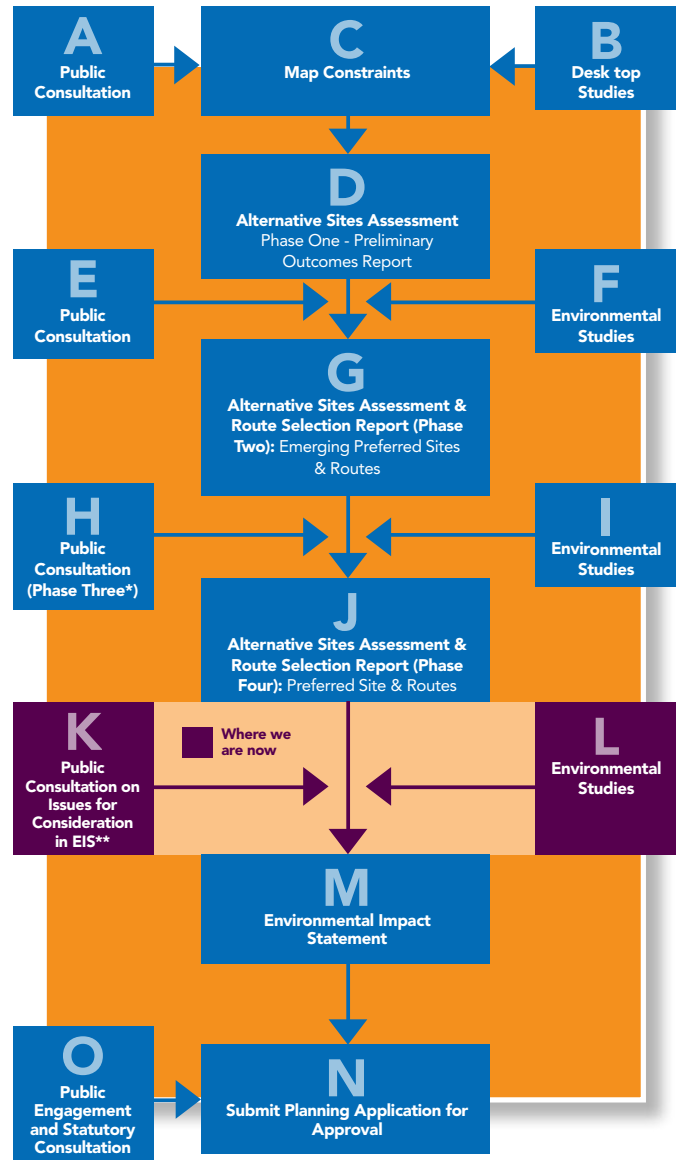 A
Public
Consultation
C
Map Constraints
B
Desk top
Studies
D
Alternative Sites Assessment
Phase One - Preliminary
Outcomes Report
E
Public
Consultation
F
Environmental
Studies
G
Alternative Sites Assessment &
Route Selection Report (Phase
Two): Emerging Preferred Sites
& Routes
H
Public
Consultation
(Phase Three*)
I
Environmental
Studies
J
Alternative Sites Assessment &
Route Selection Report (Phase
Four): Preferred Site & Routes
K
Public
Consultation on
Issues for
Consideration
in EIS**
Where we
are now
L
Environmental
Studies
M
Environmental Impact
Statement
O
Public
Engagement
and Statutory
Consultation
N
Submit Planning Application for
Approval